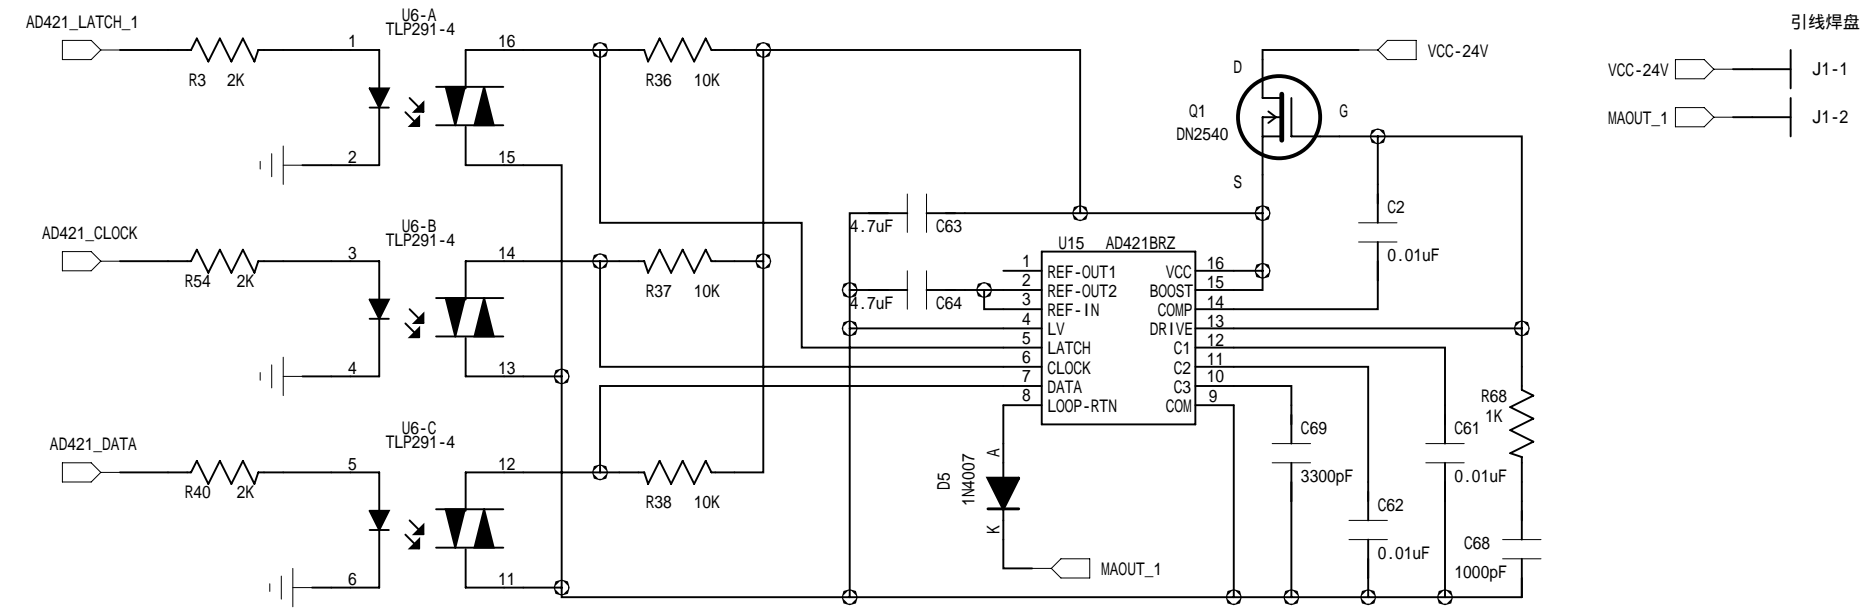 AD421_LATCH_1
R3 2K
1
2
U6-A
TLP291-4
16
15
R36 10K
AD421_CLOCK
R54 2K
3
4
U6-B
TLP291-4
14
13
R37 10K
AD421_DATA
R40 2K
5
6
U6-C
TLP291-4
12
11
R38 10K
4.7uF C63
4.7uF C64
U15 AD421BRZ
1 REF-OUT1
2 REF-OUT2
3 REF-IN
4 LV
5 LATCH
6 CLOCK
7 DATA
8 LOOP-RTN
VCC 16
BOOST 15
COMP 14
DRIVE 13
C1 12
C2 11
C3 10
COM 9
D
Q1
DN2540
G
S
VCC-24V
C2
0.01uF
A
D5
1N4007
K
MAOUT_1
C69
3300pF
C62
0.01uF
C61
0.01uF
R68
1K
C68
1000pF
引线焊盘
VCC-24V J1-1
MAOUT_1 J1-2